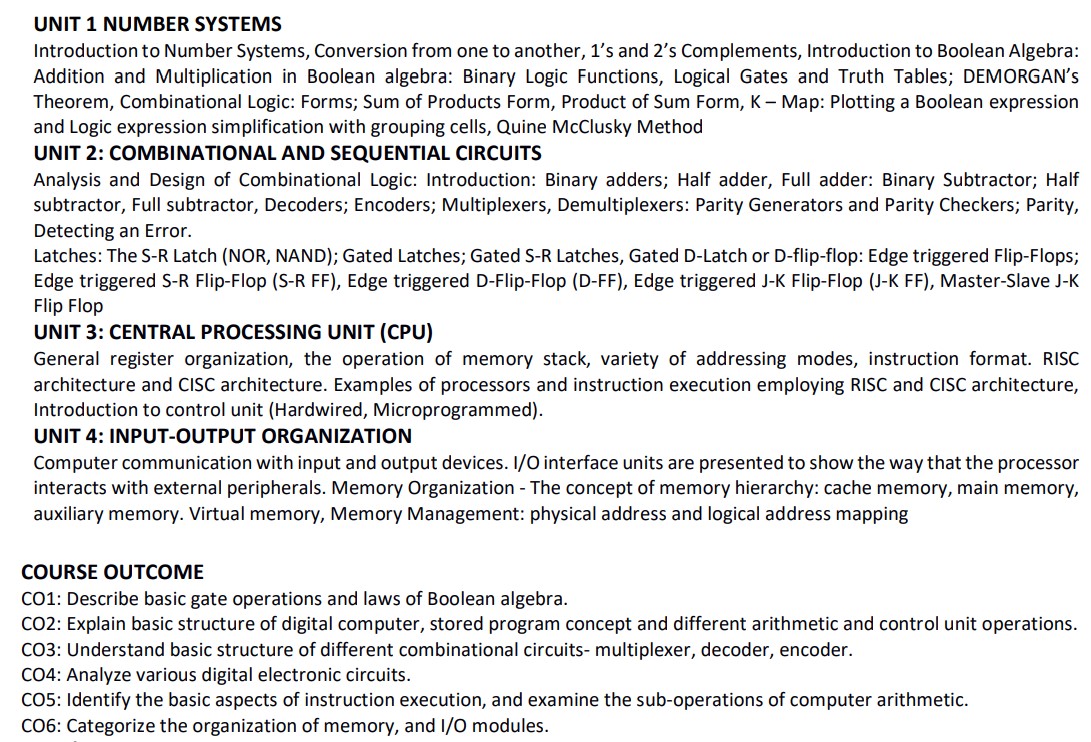 UNIT 1 NUMBER SYSTEMS
Introduction to Number Systems, Conversion from one to another, 1’s and 2’s Complements, Introduction to Boolean Algebra:
Addition and Multiplication in Boolean algebra: Binary Logic Functions, Logical Gates and Truth Tables; DEMORGAN’s
Theorem, Combinational Logic: Forms; Sum of Products Form, Product of Sum Form, K – Map: Plotting a Boolean expression
and Logic expression simplification with grouping cells, Quine McClusky Method
UNIT 2: COMBINATIONAL AND SEQUENTIAL CIRCUITS
Analysis and Design of Combinational Logic: Introduction: Binary adders; Half adder, Full adder: Binary Subtractor; Half
subtractor, Full subtractor, Decoders; Encoders; Multiplexers, Demultiplexers: Parity Generators and Parity Checkers; Parity,
Detecting an Error.
Latches: The S-R Latch (NOR, NAND); Gated Latches; Gated S-R Latches, Gated D-Latch or D-flip-flop: Edge triggered Flip-Flops;
Edge triggered S-R Flip-Flop (S-R FF), Edge triggered D-Flip-Flop (D-FF), Edge triggered J-K Flip-Flop (J-K FF), Master-Slave J-K
Flip Flop
UNIT 3: CENTRAL PROCESSING UNIT (CPU)
General register organization, the operation of memory stack, variety of addressing modes, instruction format. RISC
architecture and CISC architecture. Examples of processors and instruction execution employing RISC and CISC architecture,
Introduction to control unit (Hardwired, Microprogrammed).
UNIT 4: INPUT-OUTPUT ORGANIZATION
Computer communication with input and output devices. I/O interface units are presented to show the way that the processor
interacts with external peripherals. Memory Organization - The concept of memory hierarchy: cache memory, main memory,
auxiliary memory. Virtual memory, Memory Management: physical address and logical address mapping
COURSE OUTCOME
CO1: Describe basic gate operations and laws of Boolean algebra.
CO2: Explain basic structure of digital computer, stored program concept and different arithmetic and control unit operations.
CO3: Understand basic structure of different combinational circuits- multiplexer, decoder, encoder.
CO4: Analyze various digital electronic circuits.
CO5: Identify the basic aspects of instruction execution, and examine the sub-operations of computer arithmetic.
CO6: Categorize the organization of memory, and I/O modules.